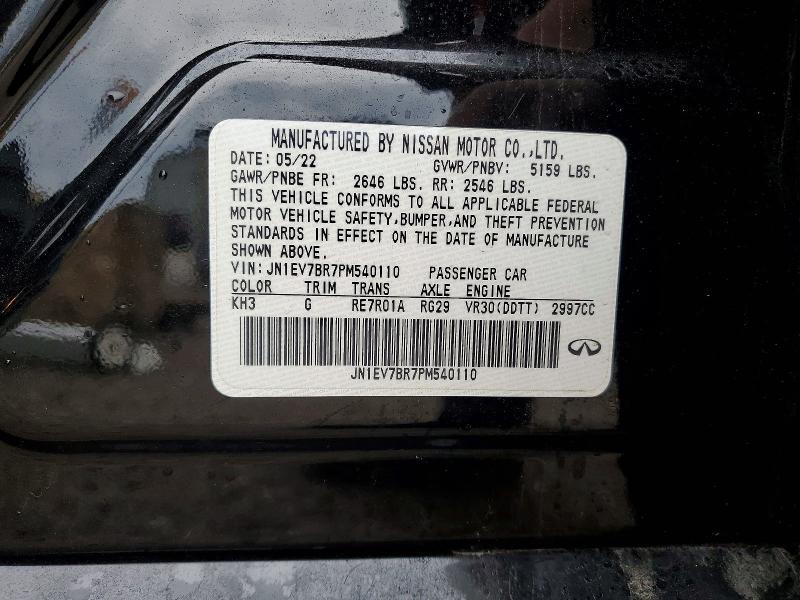 MANUFACTURED BY NISSAN MOTOR CO.,LTD.
DATE: 05/22 GVWR/PNBV: 5159 LBS.
GAWR/PNBE FR: 2646 LBS. RR: 2546 LBS.
THIS VEHICLE CONFORMS TO ALL APPLICABLE FEDERAL
MOTOR VEHICLE SAFETY,BUMPER,AND THEFT PREVENTION
STANDARDS IN EFFECT ON THE DATE OF MANUFACTURE
SHOWN ABOVE.
VIN: JN1EV7BR7PM540110 PASSENGER CAR
COLOR TRIM TRANS AXLE ENGINE
KH3 G RE7R01A RG29 VR30(DDTT) 2997CC
JN1EV7BR7PM540110